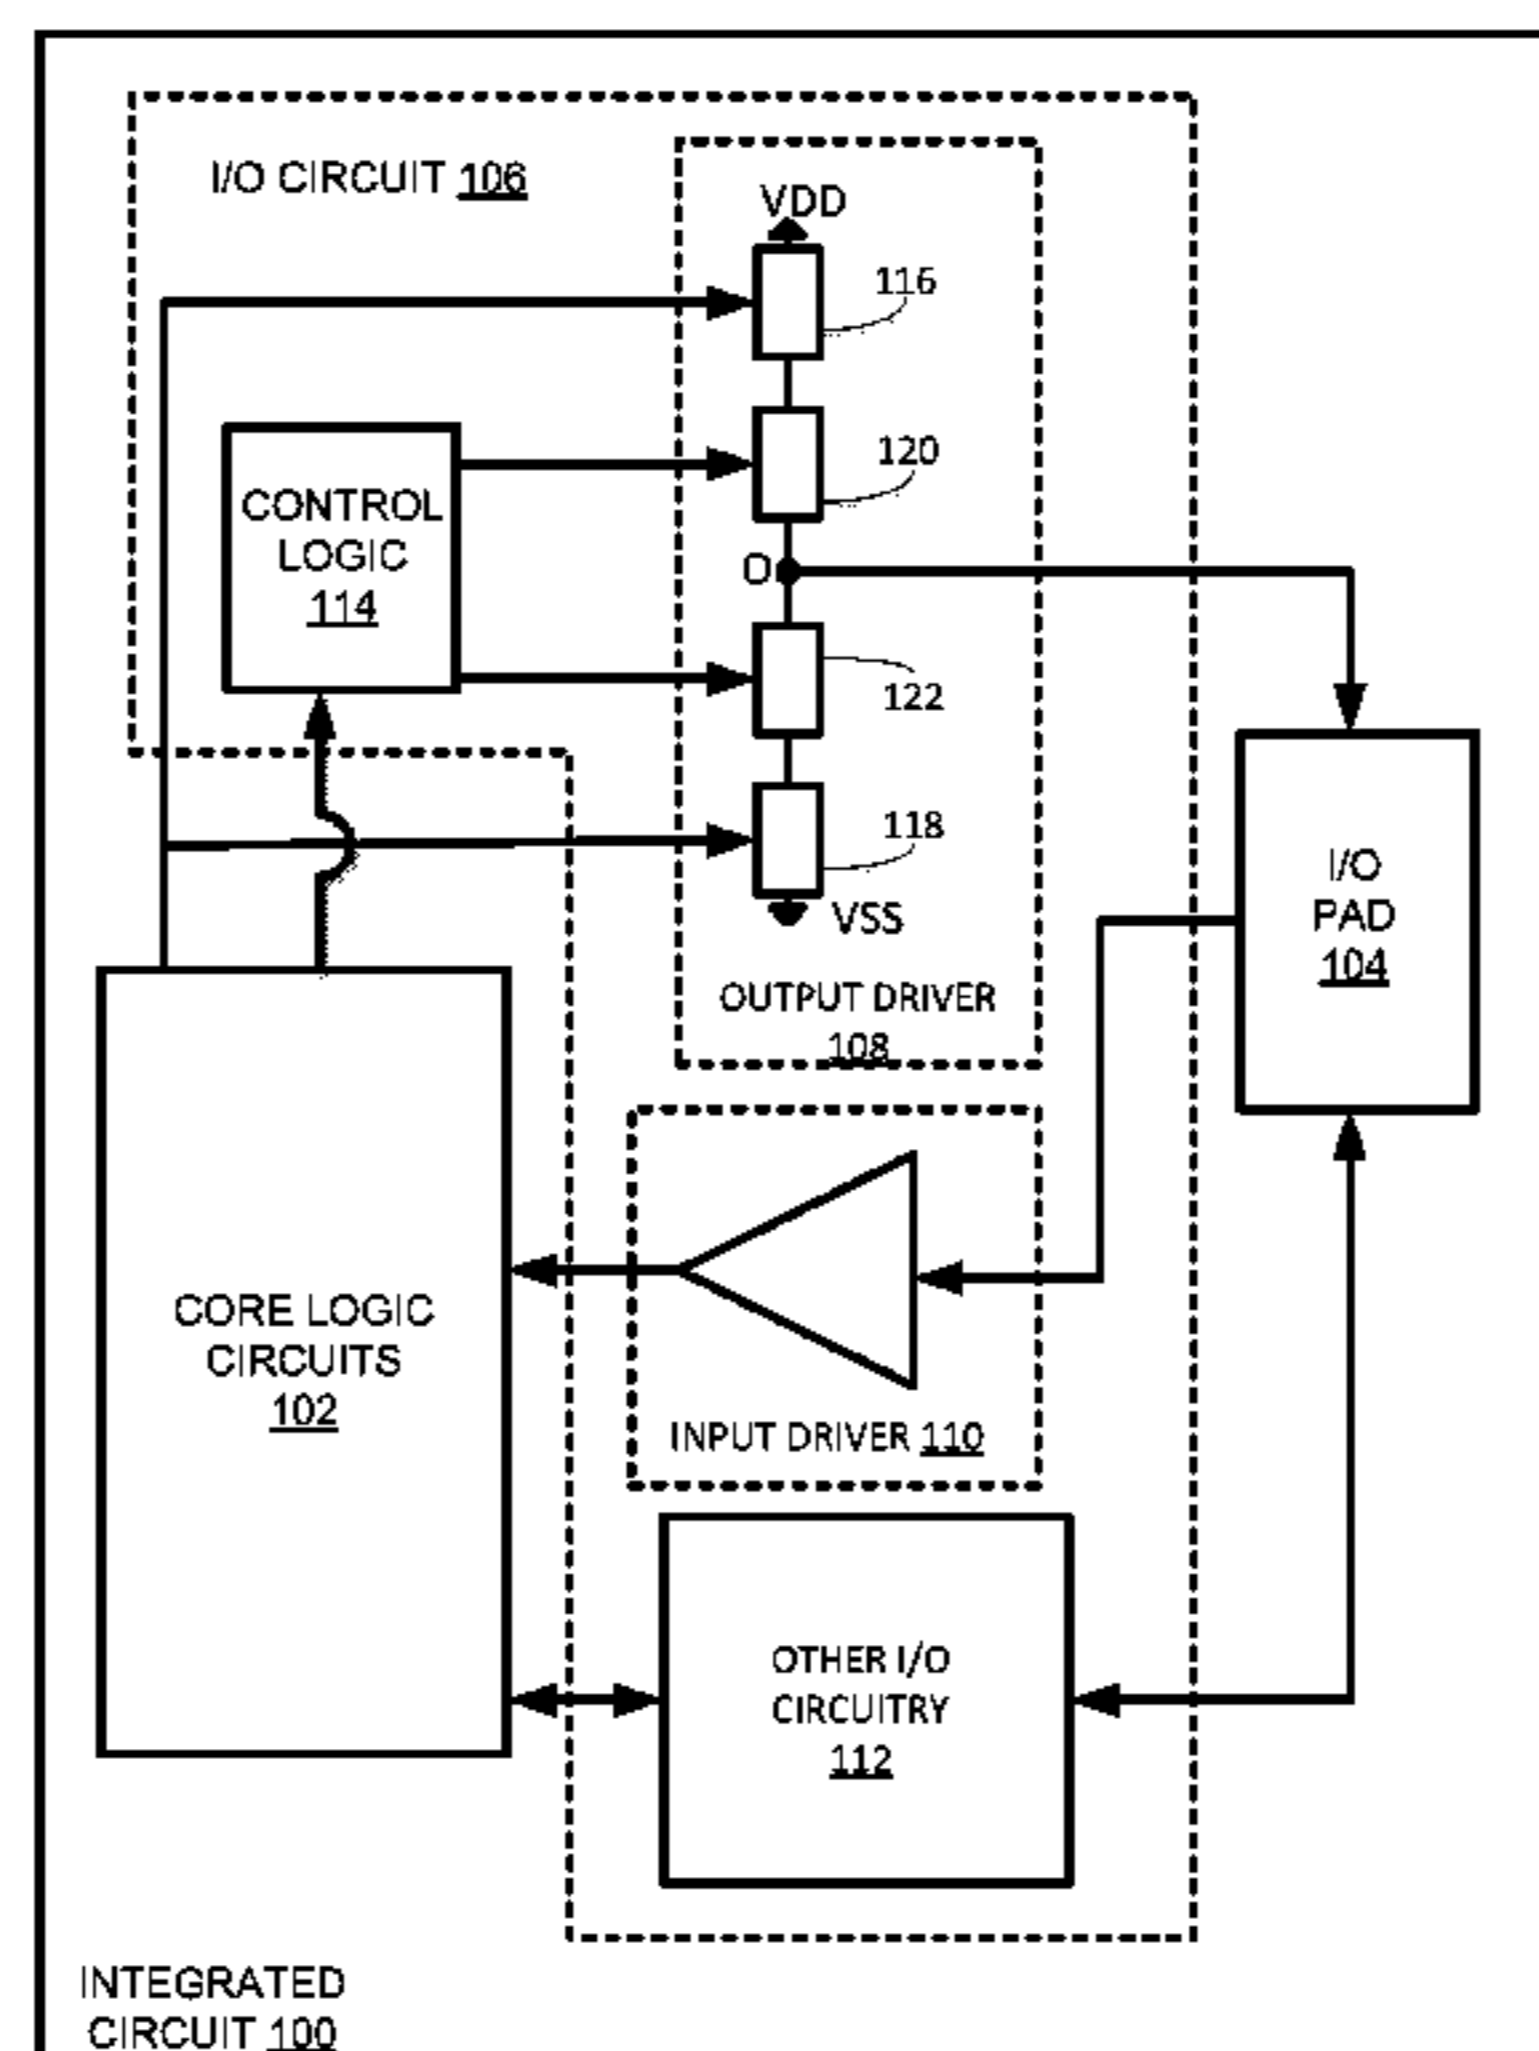 I/O CIRCUIT 106
VDD
116
120
CONTROL
LOGIC
114
O
122
118
VSS
OUTPUT DRIVER
108
I/O
PAD
104
CORE LOGIC
CIRCUITS
102
INPUT DRIVER 110
OTHER I/O
CIRCUITRY
112
INTEGRATED
CIRCUIT 100